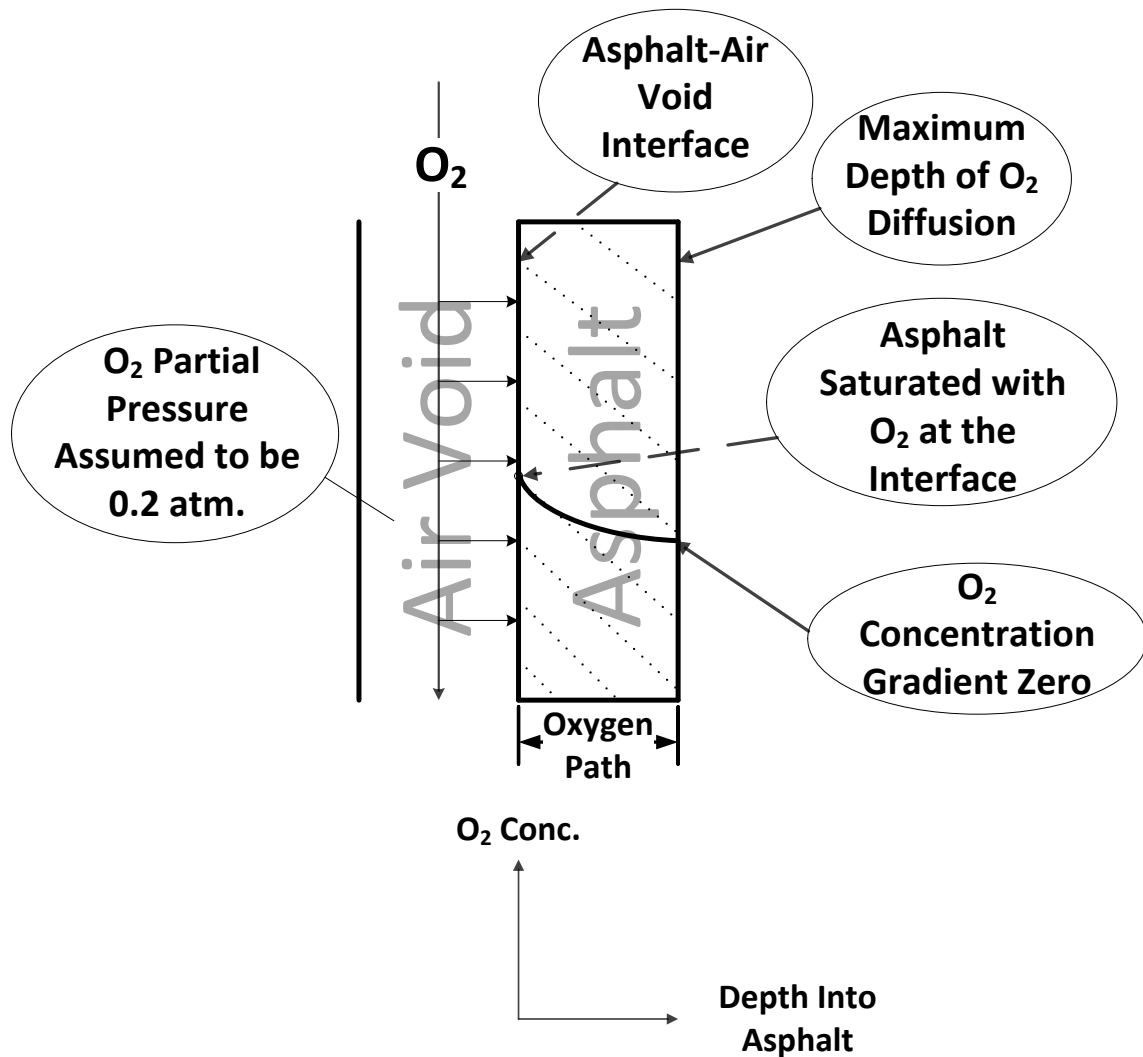 Asphalt-Air
Void
Interface
Maximum
Depth of O₂
Diffusion
O₂
Air Void
Asphalt
O₂ Partial
Pressure
Assumed to be
0.2 atm.
Asphalt
Saturated with
O₂ at the
Interface
O₂
Concentration
Gradient Zero
Oxygen
Path
O₂ Conc.
Depth Into
Asphalt